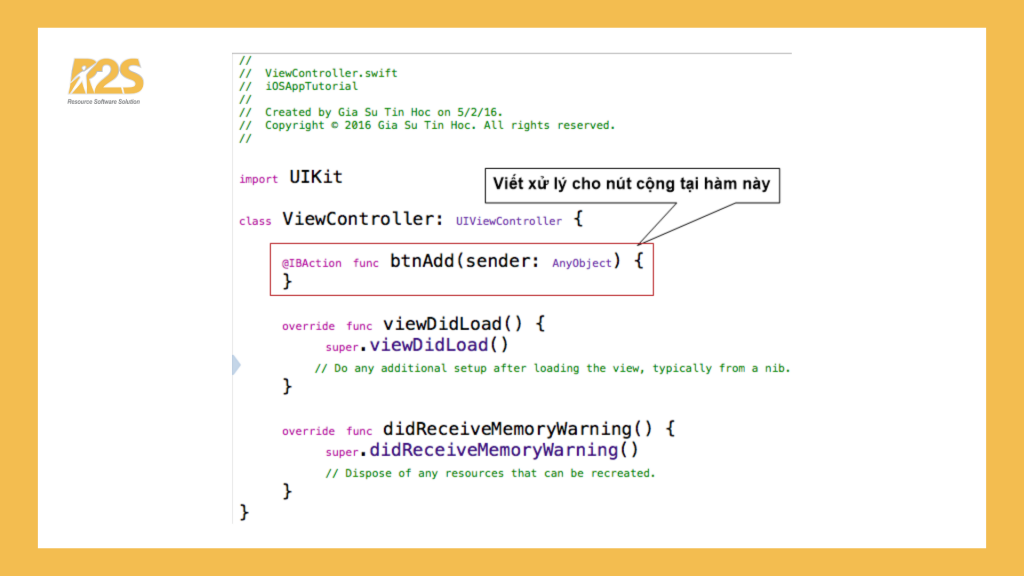 R2S
Resource Software Solution
//
//  ViewController.swift
//  iOSAppTutorial
//
//  Created by Gia Su Tin Hoc on 5/2/16.
//  Copyright © 2016 Gia Su Tin Hoc. All rights reserved.
//
import UIKit
Viết xử lý cho nút cộng tại hàm này
class ViewController: UIViewController {
@IBAction func btnAdd(sender: AnyObject) {
}
override func viewDidLoad() {
super.viewDidLoad()
// Do any additional setup after loading the view, typically from a nib.
}
override func didReceiveMemoryWarning() {
super.didReceiveMemoryWarning()
// Dispose of any resources that can be recreated.
}
}